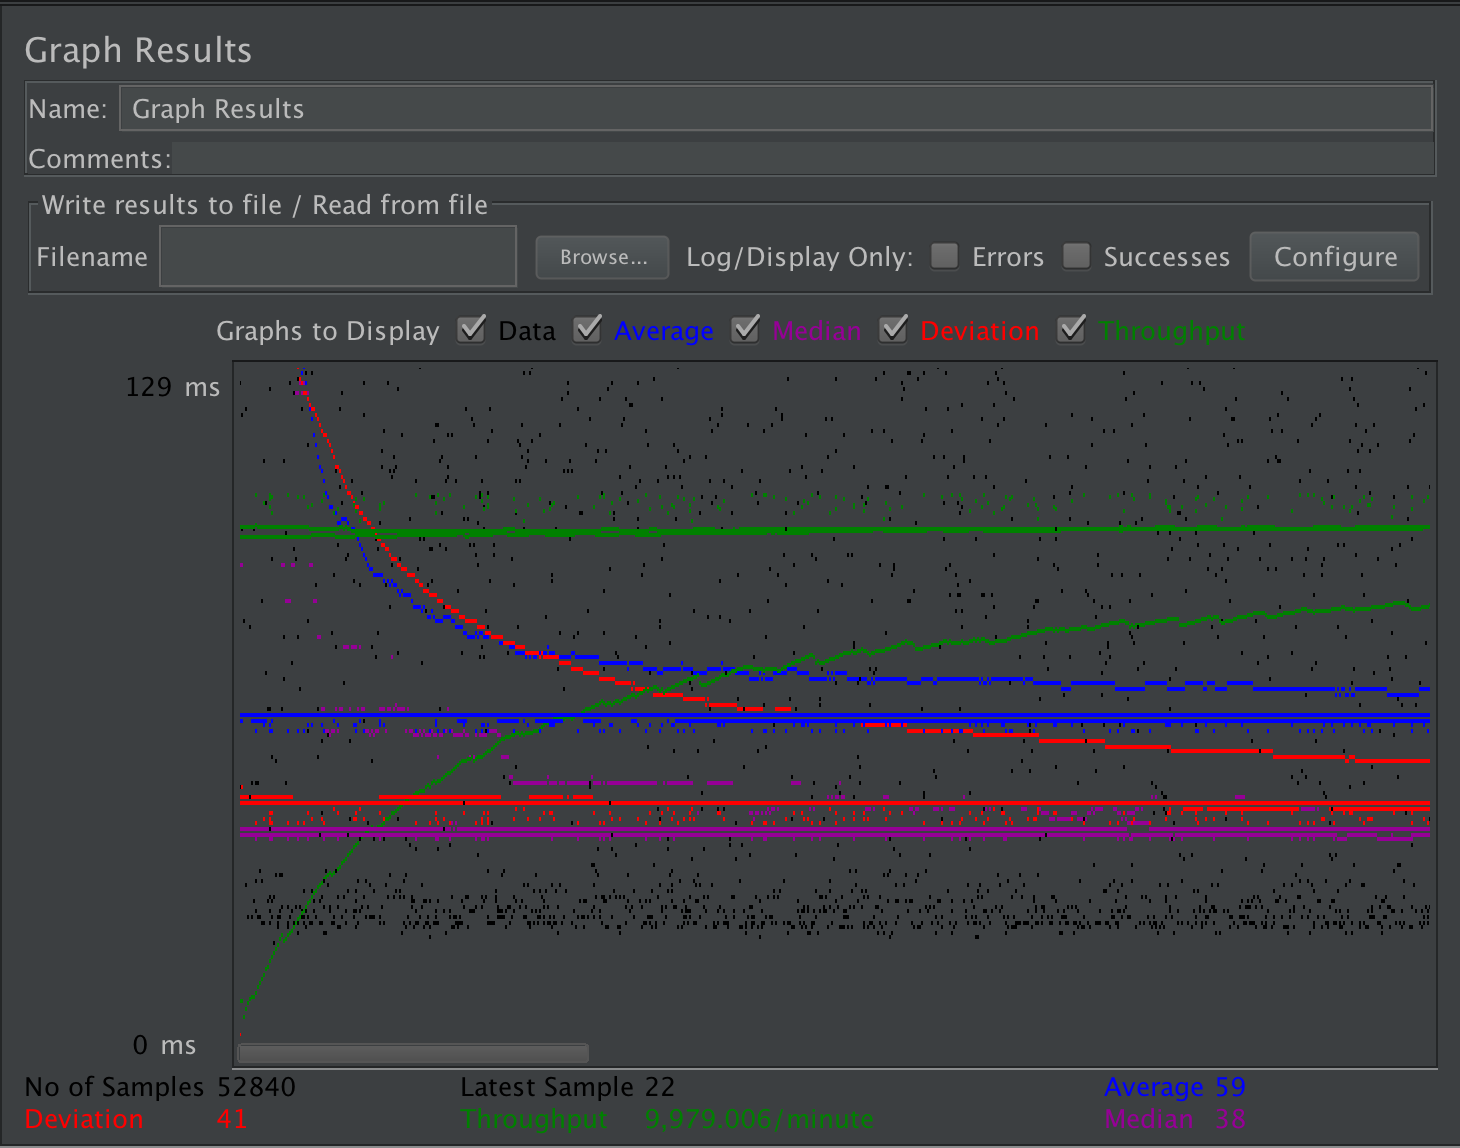 Graph Results
Name: Graph Results
Comments:
Write results to file / Read from file
Filename Browse... Log/Display Only: Errors Successes Configure
Graphs to Display Data Average Median Deviation Throughput
129 ms
0 ms
No of Samples 52840 Latest Sample 22 Average 59
Deviation 41 Throughput 9,979.006/minute Median 38